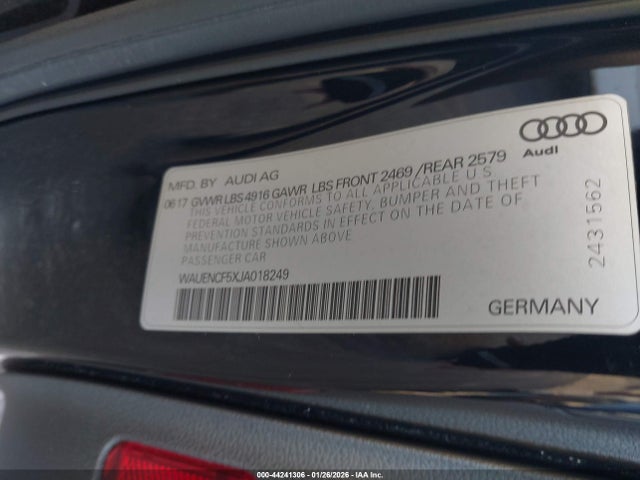 Audi
MFD. BY AUDI AG
0617 GVWR LBS 4916 GAWR LBS FRONT 2469 / REAR 2579
THIS VEHICLE CONFORMS TO ALL APPLICABLE U S
FEDERAL MOTOR VEHICLE SAFETY, BUMPER AND THEFT
PREVENTION STANDARDS IN EFFECT ON THE DATE OF
MANUFACTURE SHOWN ABOVE
PASSENGER CAR
WAUENCF5XJA018249
GERMANY
2431562
000-44241306 - 01/26/2026 - IAA Inc.